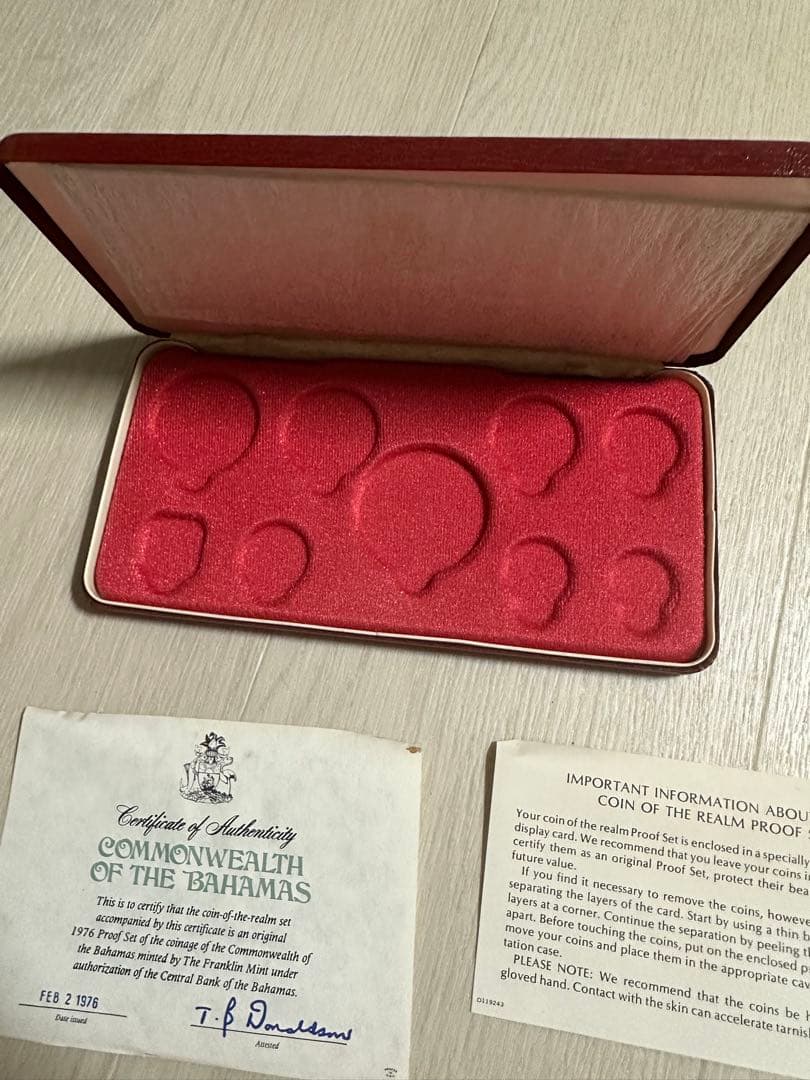 Certificate of Authenticity
COMMONWEALTH
OF THE BAHAMAS
This is to certify that the coin-of-the-realm set
accompanied by this certificate is an original
1976 Proof Set of the coinage of the Commonwealth of
the Bahamas minted by The Franklin Mint under
authorization of the Central Bank of the Bahamas.
FEB 2 1976
Date issued
T. B Donaldson
Attested
IMPORTANT INFORMATION ABOU
COIN OF THE REALM PROOF S
Your coin of the realm Proof Set is enclosed in a specially
display card. We recommend that you leave your coins i
certify them as an original Proof Set, protect their bea
future value.
If you find it necessary to remove the coins, howeve
separating the layers of the card. Start by using a thin b
layers at a corner. Continue the separation by peeling th
apart. Before touching the coins, put on the enclosed p
move your coins and place them in the appropriate cav
tation case.
PLEASE NOTE: We recommend that the coins be h
gloved hand. Contact with the skin can accelerate tarnis
0119243